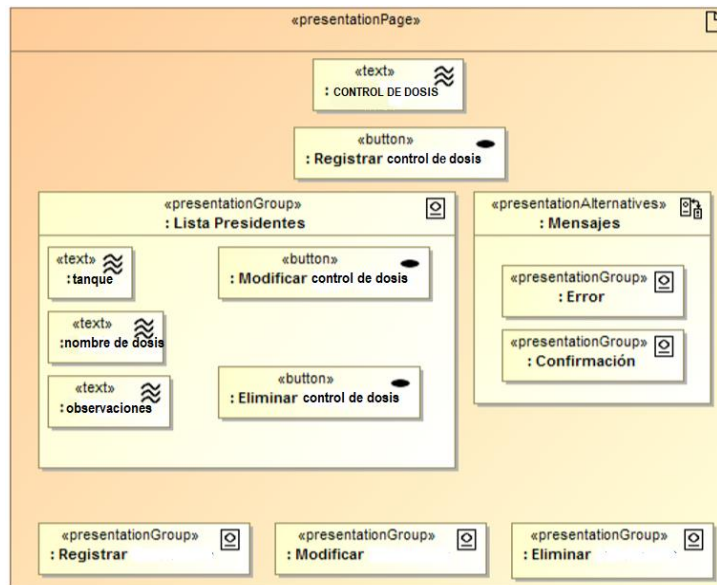 «presentationPage»
«text»
: CONTROL DE DOSIS
«button»
: Registrar control de dosis
«presentationGroup»
: Lista Presidentes
«text»
:tanque
«button»
: Modificar control de dosis
«text»
:nombre de dosis
«text»
:observaciones
«button»
: Eliminar control de dosis
«presentationAlternatives»
: Mensajes
«presentationGroup»
: Error
«presentationGroup»
: Confirmación
«presentationGroup»
: Registrar
«presentationGroup»
: Modificar
«presentationGroup»
: Eliminar